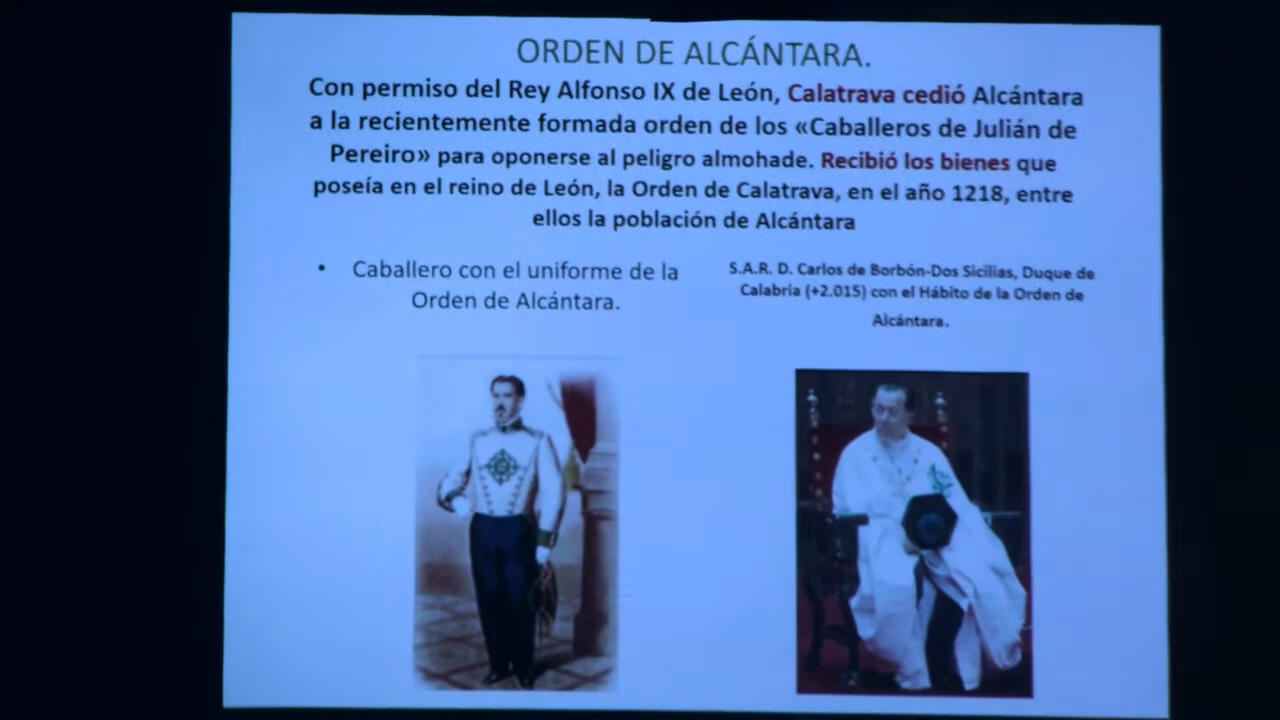 ORDEN DE ALCÁNTARA.
Con permiso del Rey Alfonso IX de León, Calatrava cedió Alcántara
a la recientemente formada orden de los «Caballeros de Julián de
Pereiro» para oponerse al peligro almohade. Recibió los bienes que
poseía en el reino de León, la Orden de Calatrava, en el año 1218, entre
ellos la población de Alcántara
• Caballero con el uniforme de la
Orden de Alcántara.
S.A.R. D. Carlos de Borbón-Dos Sicilias, Duque de
Calabria (+2.015) con el Hábito de la Orden de
Alcántara.